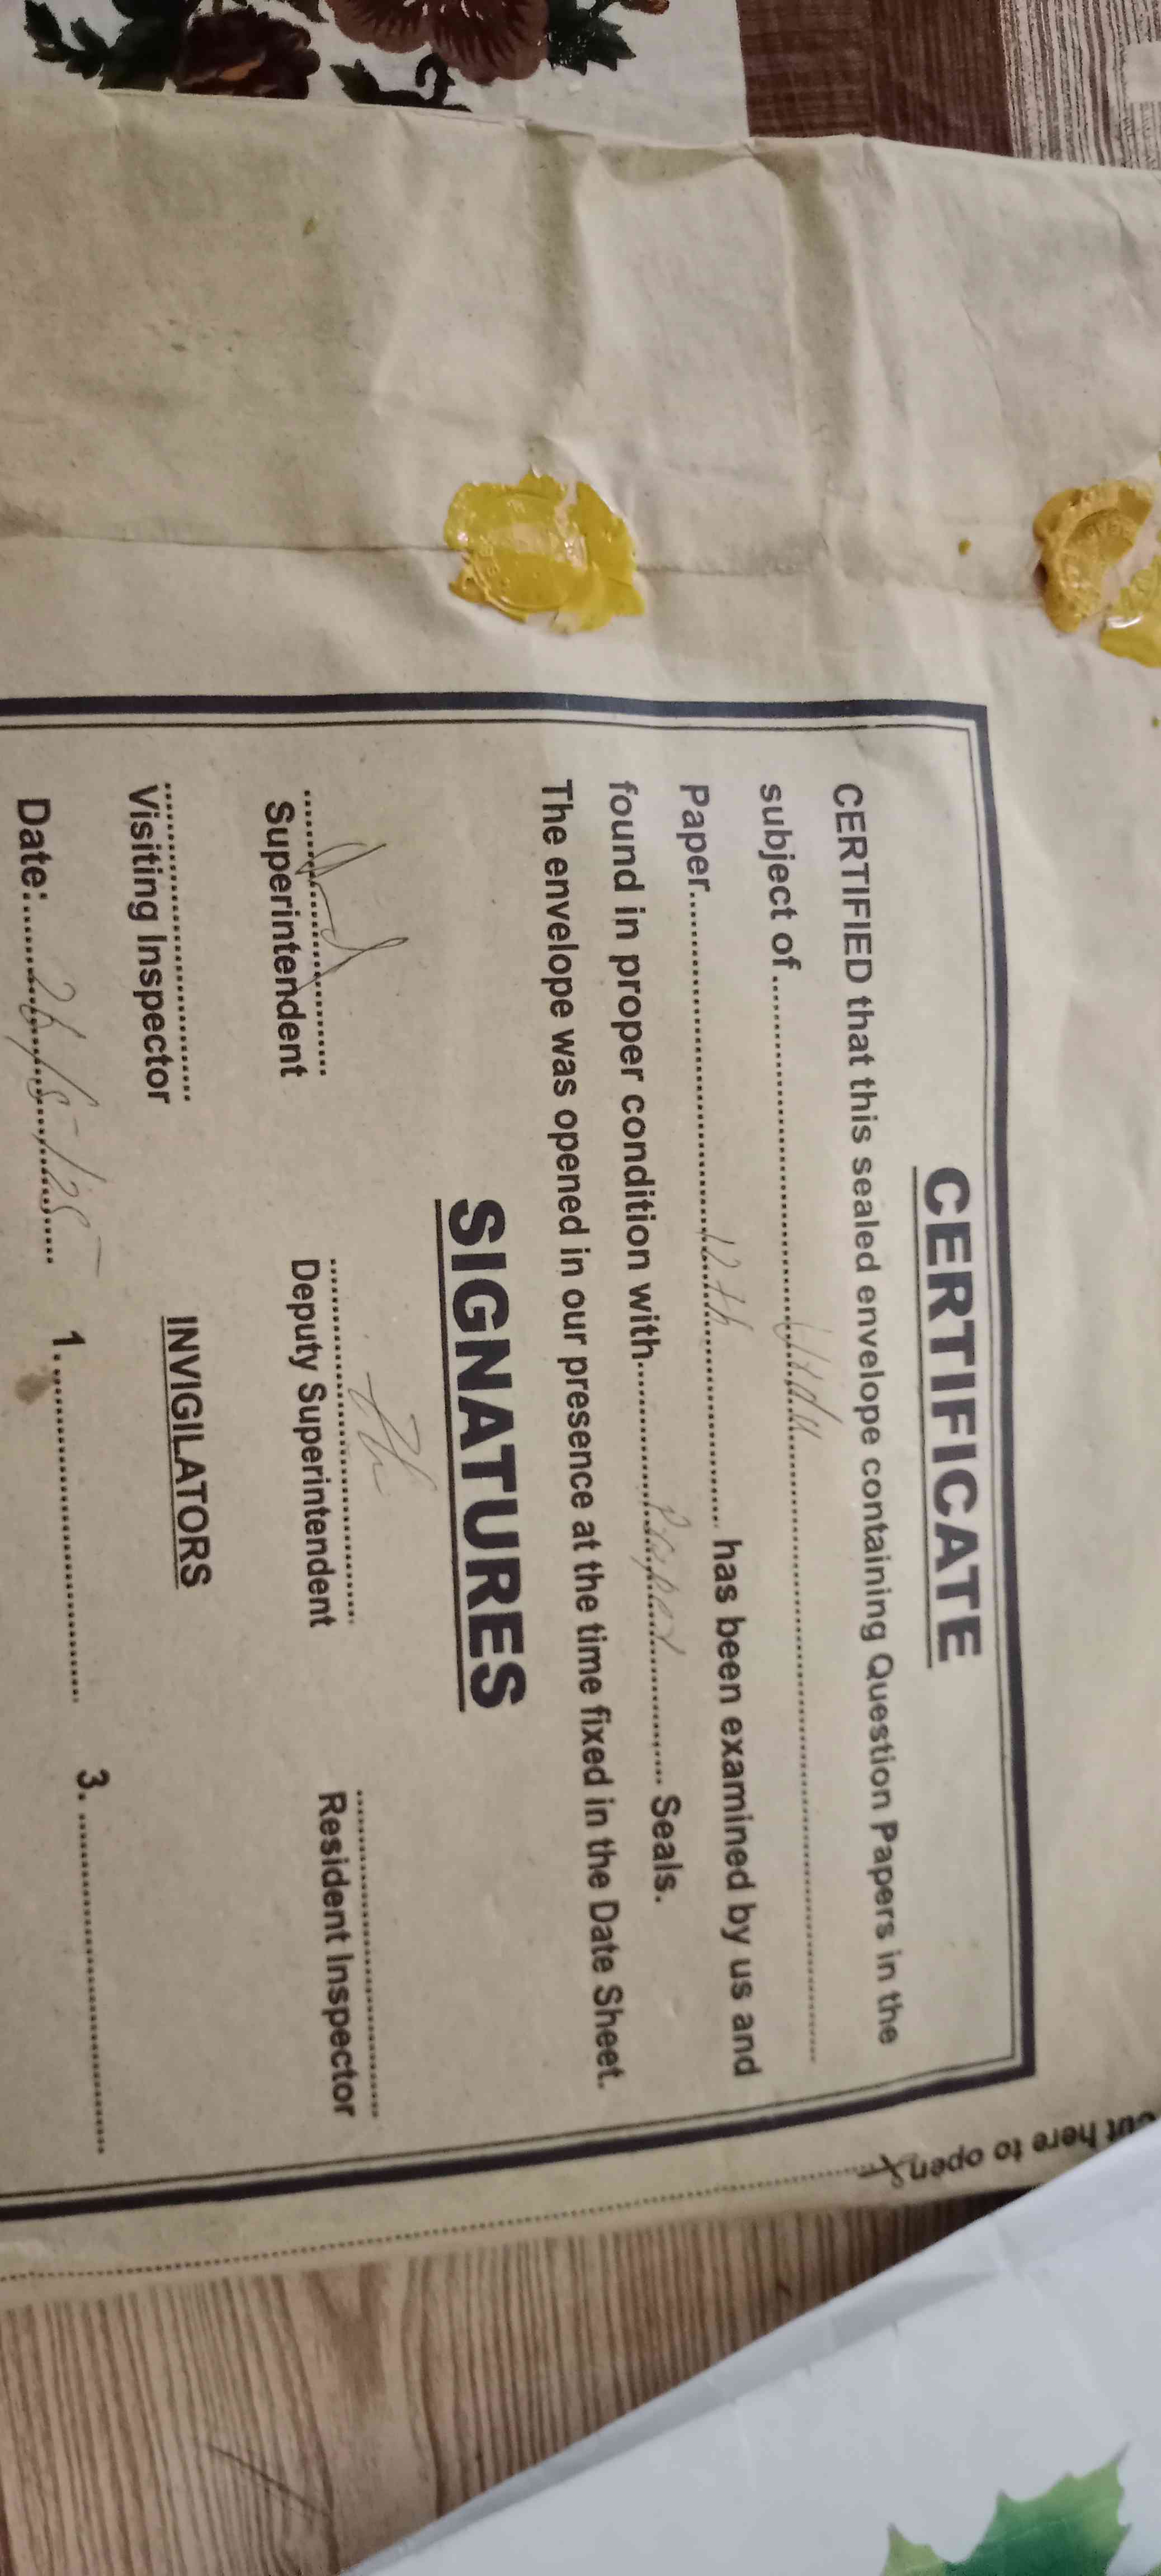 CERTIFICATE
CERTIFIED that this sealed envelope containing Question Papers in the
subject of.......Urdu.......
Paper.......12th....... has been examined by us and
found in proper condition with.......Proper....... Seals.
The envelope was opened in our presence at the time fixed in the Date Sheet.
SIGNATURES
Superintendent Deputy Superintendent Resident Inspector
Visiting Inspector INVIGILATORS
Date:.......26/5/25 1........ 3. .......
cut here to open